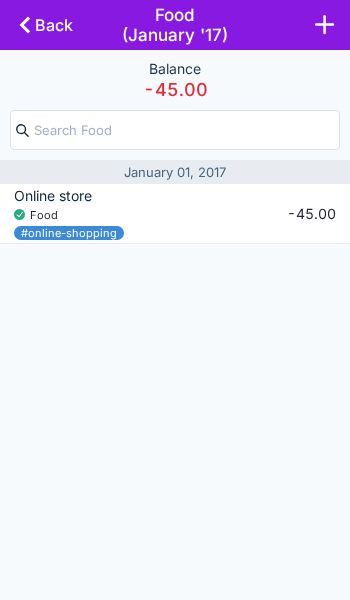 Back
Food
(January '17)
Balance
-45.00
Search Food
January 01, 2017
Online store
Food
-45.00
#online-shopping